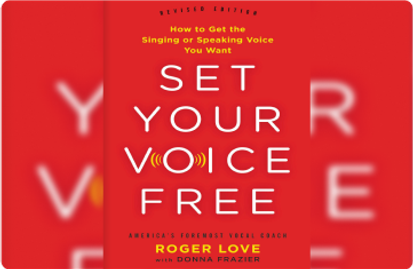 REVISED EDITION
How to Get the
Singing or Speaking Voice
You Want
SET
YOUR
VOICE
FREE
AMERICA'S FOREMOST VOCAL COACH
ROGER LOVE
with DONNA FRAZIER